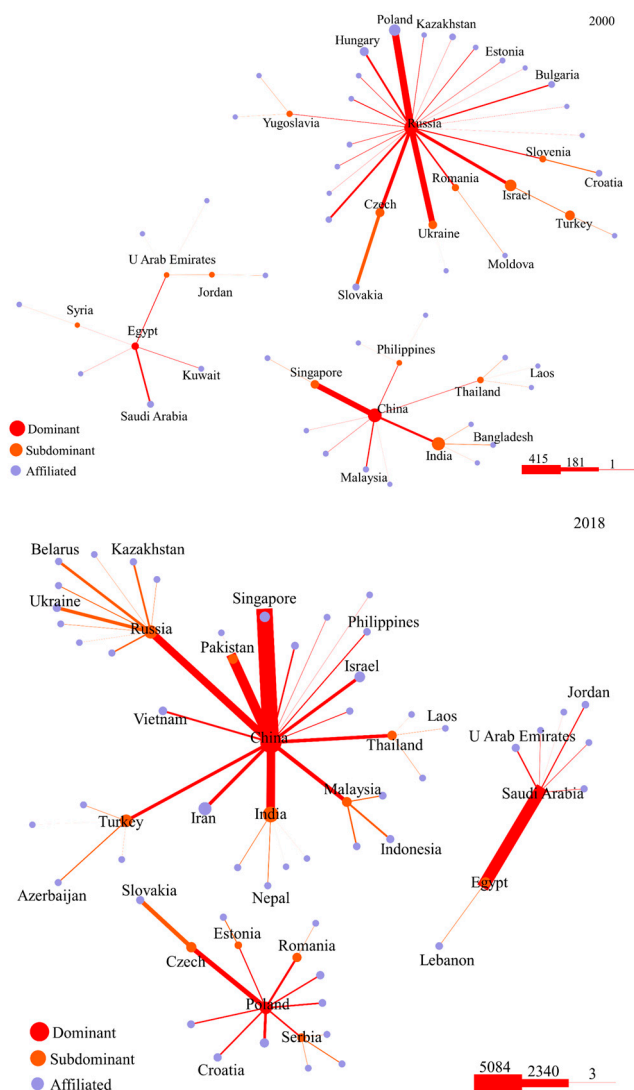 2000
Poland
Kazakhstan
Hungary
Estonia
Bulgaria
Yugoslavia
Russia
Slovenia
Croatia
Romania
Israel
Czech
Ukraine
Turkey
Moldova
Slovakia
U Arab Emirates
Jordan
Syria
Egypt
Kuwait
Saudi Arabia
Philippines
Singapore
Thailand
Laos
China
Bangladesh
India
Malaysia
Dominant
Subdominant
Affiliated
415 181 1
2018
Belarus
Kazakhstan
Ukraine
Russia
Singapore
Pakistan
Philippines
Israel
Vietnam
China
Thailand
Laos
Malaysia
Iran
India
Turkey
Indonesia
Azerbaijan
Nepal
Jordan
U Arab Emirates
Saudi Arabia
Egypt
Lebanon
Slovakia
Estonia
Romania
Czech
Poland
Serbia
Croatia
Dominant
Subdominant
Affiliated
5084 2340 3